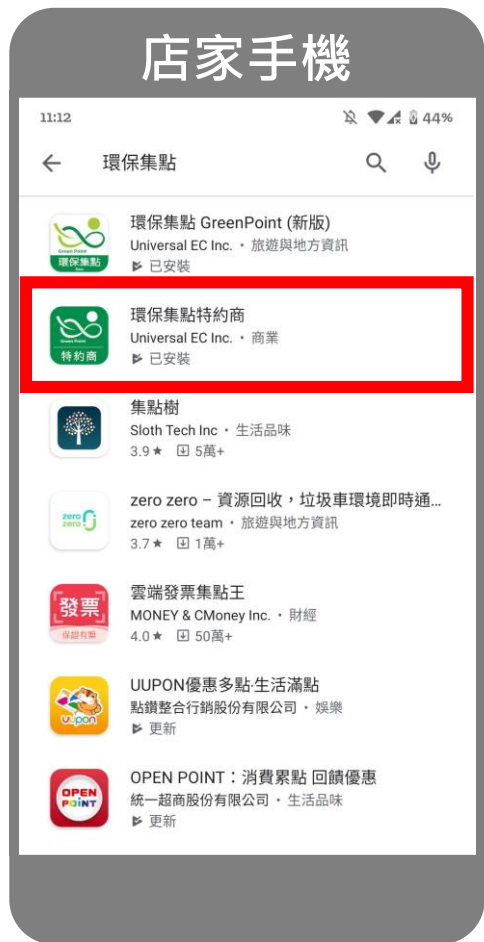 店家手機
11:12
44%
環保集點
環保集點 GreenPoint (新版)
Universal EC Inc. • 旅遊與地方資訊
已安裝
Green Point
環保集點
環保集點特約商
Universal EC Inc. • 商業
已安裝
Green Point
特約商
集點樹
Sloth Tech Inc • 生活品味
3.9★ 5萬+
zero zero – 資源回收，垃圾車環境即時通...
zero zero team • 旅遊與地方資訊
3.7★ 1萬+
zero
zero
雲端發票集點王
MONEY & CMoney Inc. • 財經
4.0★ 50萬+
發票
保證有獎
UUPON優惠多點·生活滿點
點鑽整合行銷股份有限公司 • 娛樂
更新
uupon
OPEN POINT：消費累點 回饋優惠
統一超商股份有限公司 • 生活品味
更新
OPEN
POINT